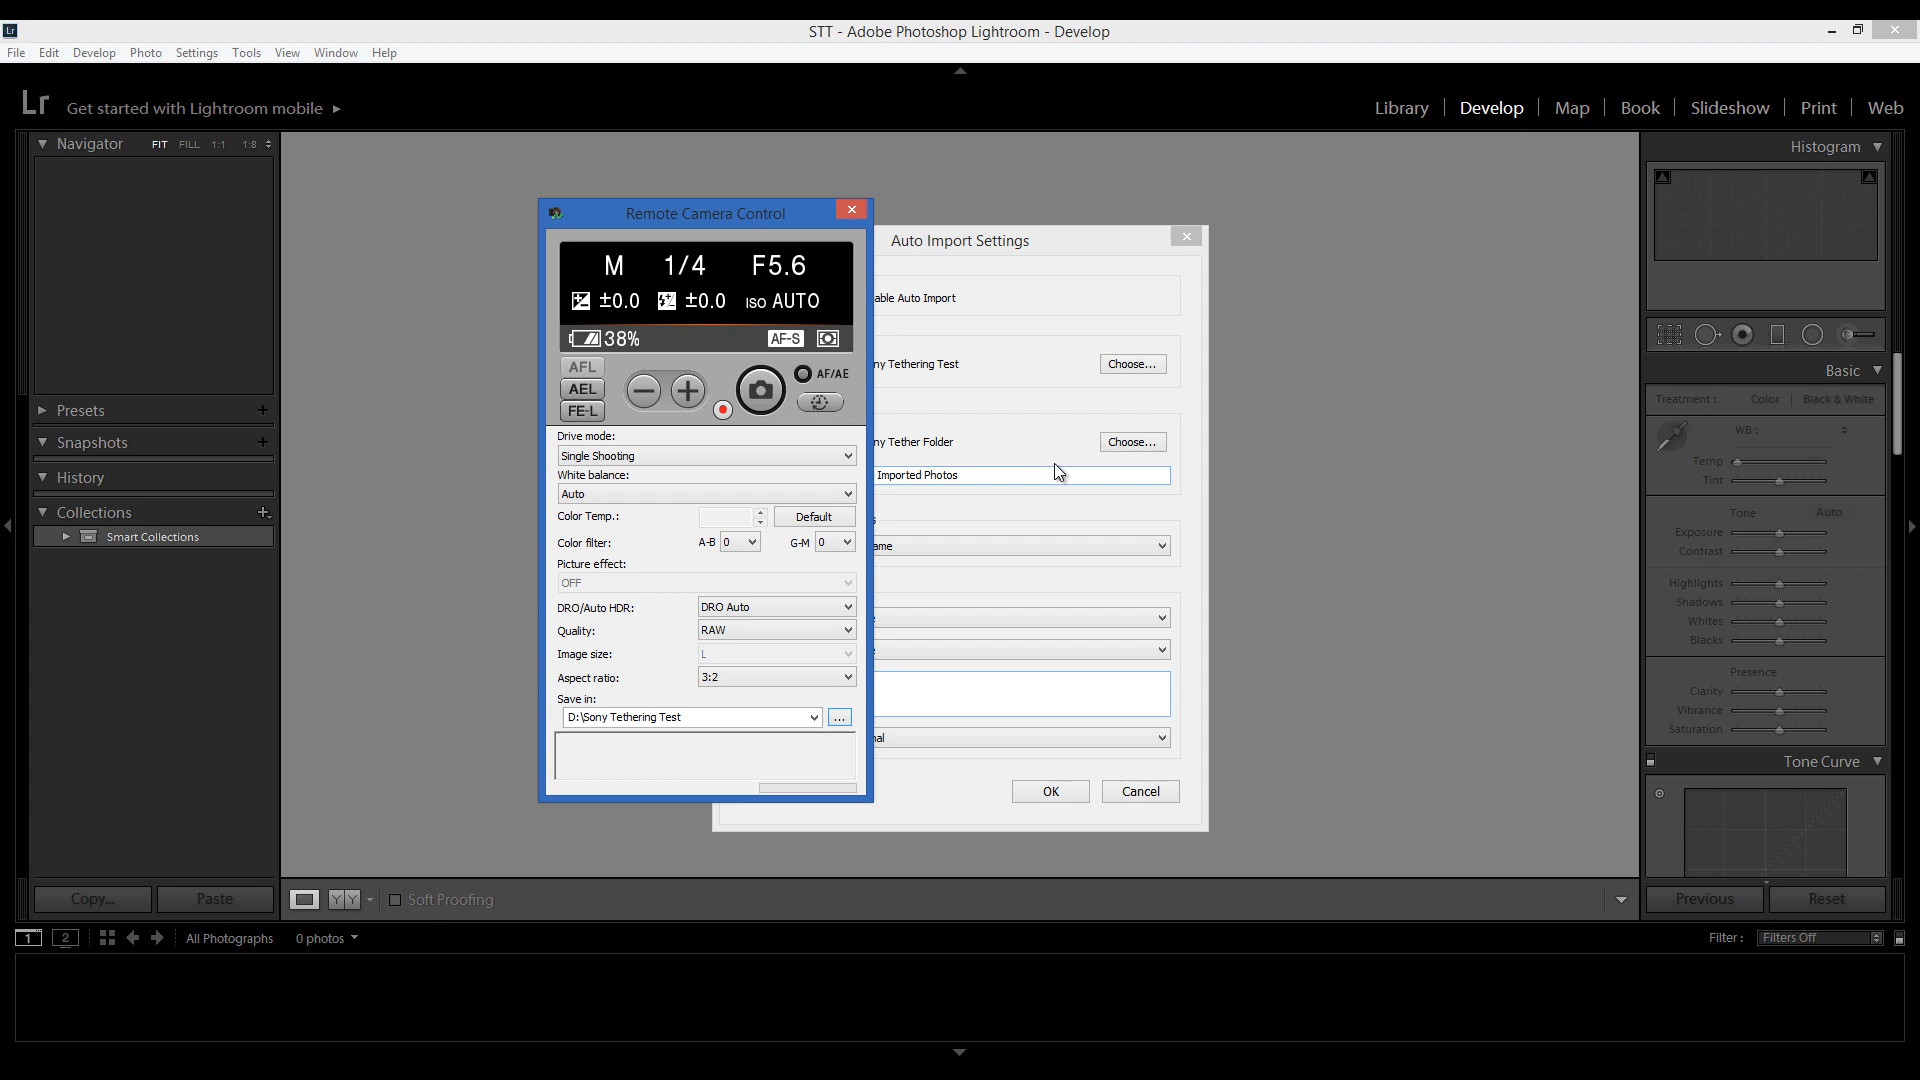 Lr
STT - Adobe Photoshop Lightroom - Develop
File Edit Develop Photo Settings Tools View Window Help
Lr Get started with Lightroom mobile
Library Develop Map Book Slideshow Print Web
Navigator FIT FILL 1:1 1:8
Presets
Snapshots
History
Collections
Smart Collections
Copy... Paste
Remote Camera Control
M 1/4 F5.6
±0.0 ±0.0 ISO AUTO
38% AF-S
AFL
AEL
FE-L
AF/AE
Drive mode:
Single Shooting
White balance:
Auto
Color Temp.: Default
Color filter: A-B 0 G-M 0
Picture effect:
OFF
DRO/Auto HDR: DRO Auto
Quality: RAW
Image size: L
Aspect ratio: 3:2
Save in:
D:\Sony Tethering Test ...
Auto Import Settings
able Auto Import
ny Tethering Test Choose...
ny Tether Folder Choose...
Imported Photos
ame
nal
OK Cancel
Histogram
Basic
Treatment : Color Black & White
WB :
Temp
Tint
Tone Auto
Exposure
Contrast
Highlights
Shadows
Whites
Blacks
Presence
Clarity
Vibrance
Saturation
Tone Curve
Previous Reset
YY Soft Proofing
1 2 All Photographs 0 photos
Filter : Filters Off